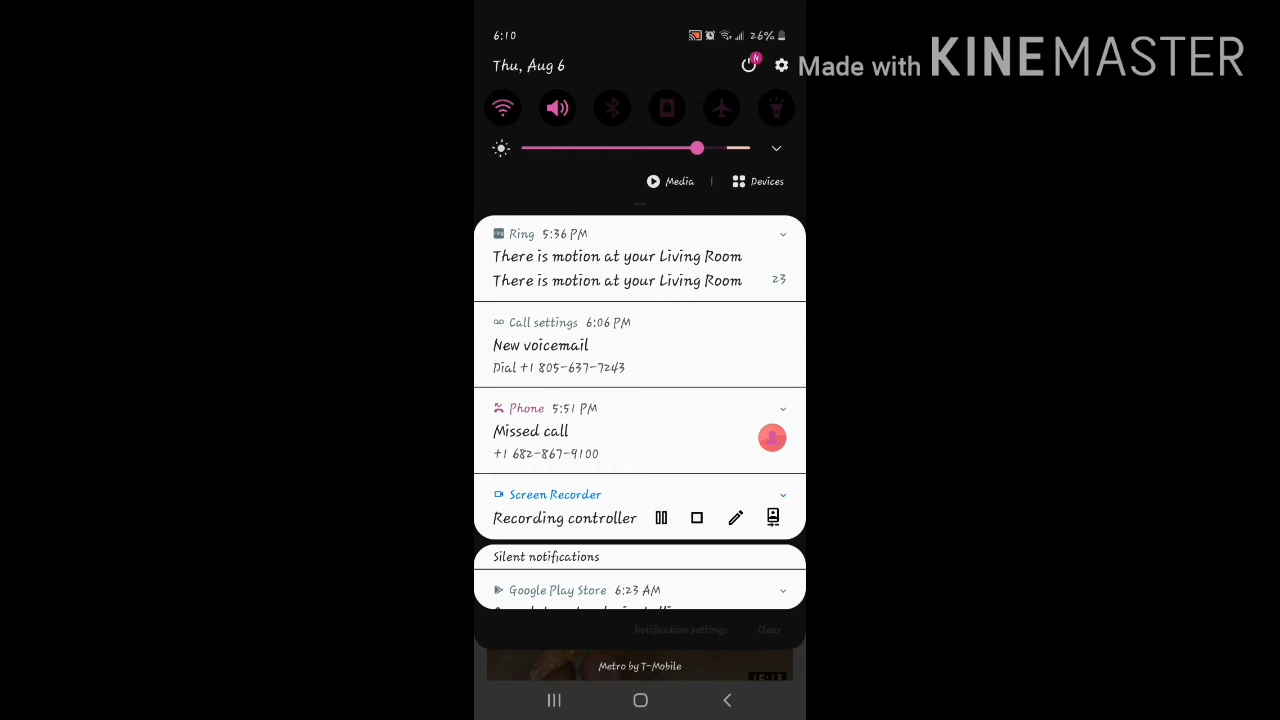 6:10
26%
Thu, Aug 6
N
Made with KINEMASTER
Media | Devices
Ring 5:36 PM
There is motion at your Living Room
There is motion at your Living Room 23
Call settings 6:06 PM
New voicemail
Dial +1 805-637-7243
Phone 5:51 PM
Missed call
+1 682-867-9100
Screen Recorder
Recording controller
Silent notifications
Google Play Store 6:23 AM
Notification settings Clear
Metro by T-Mobile
15:13